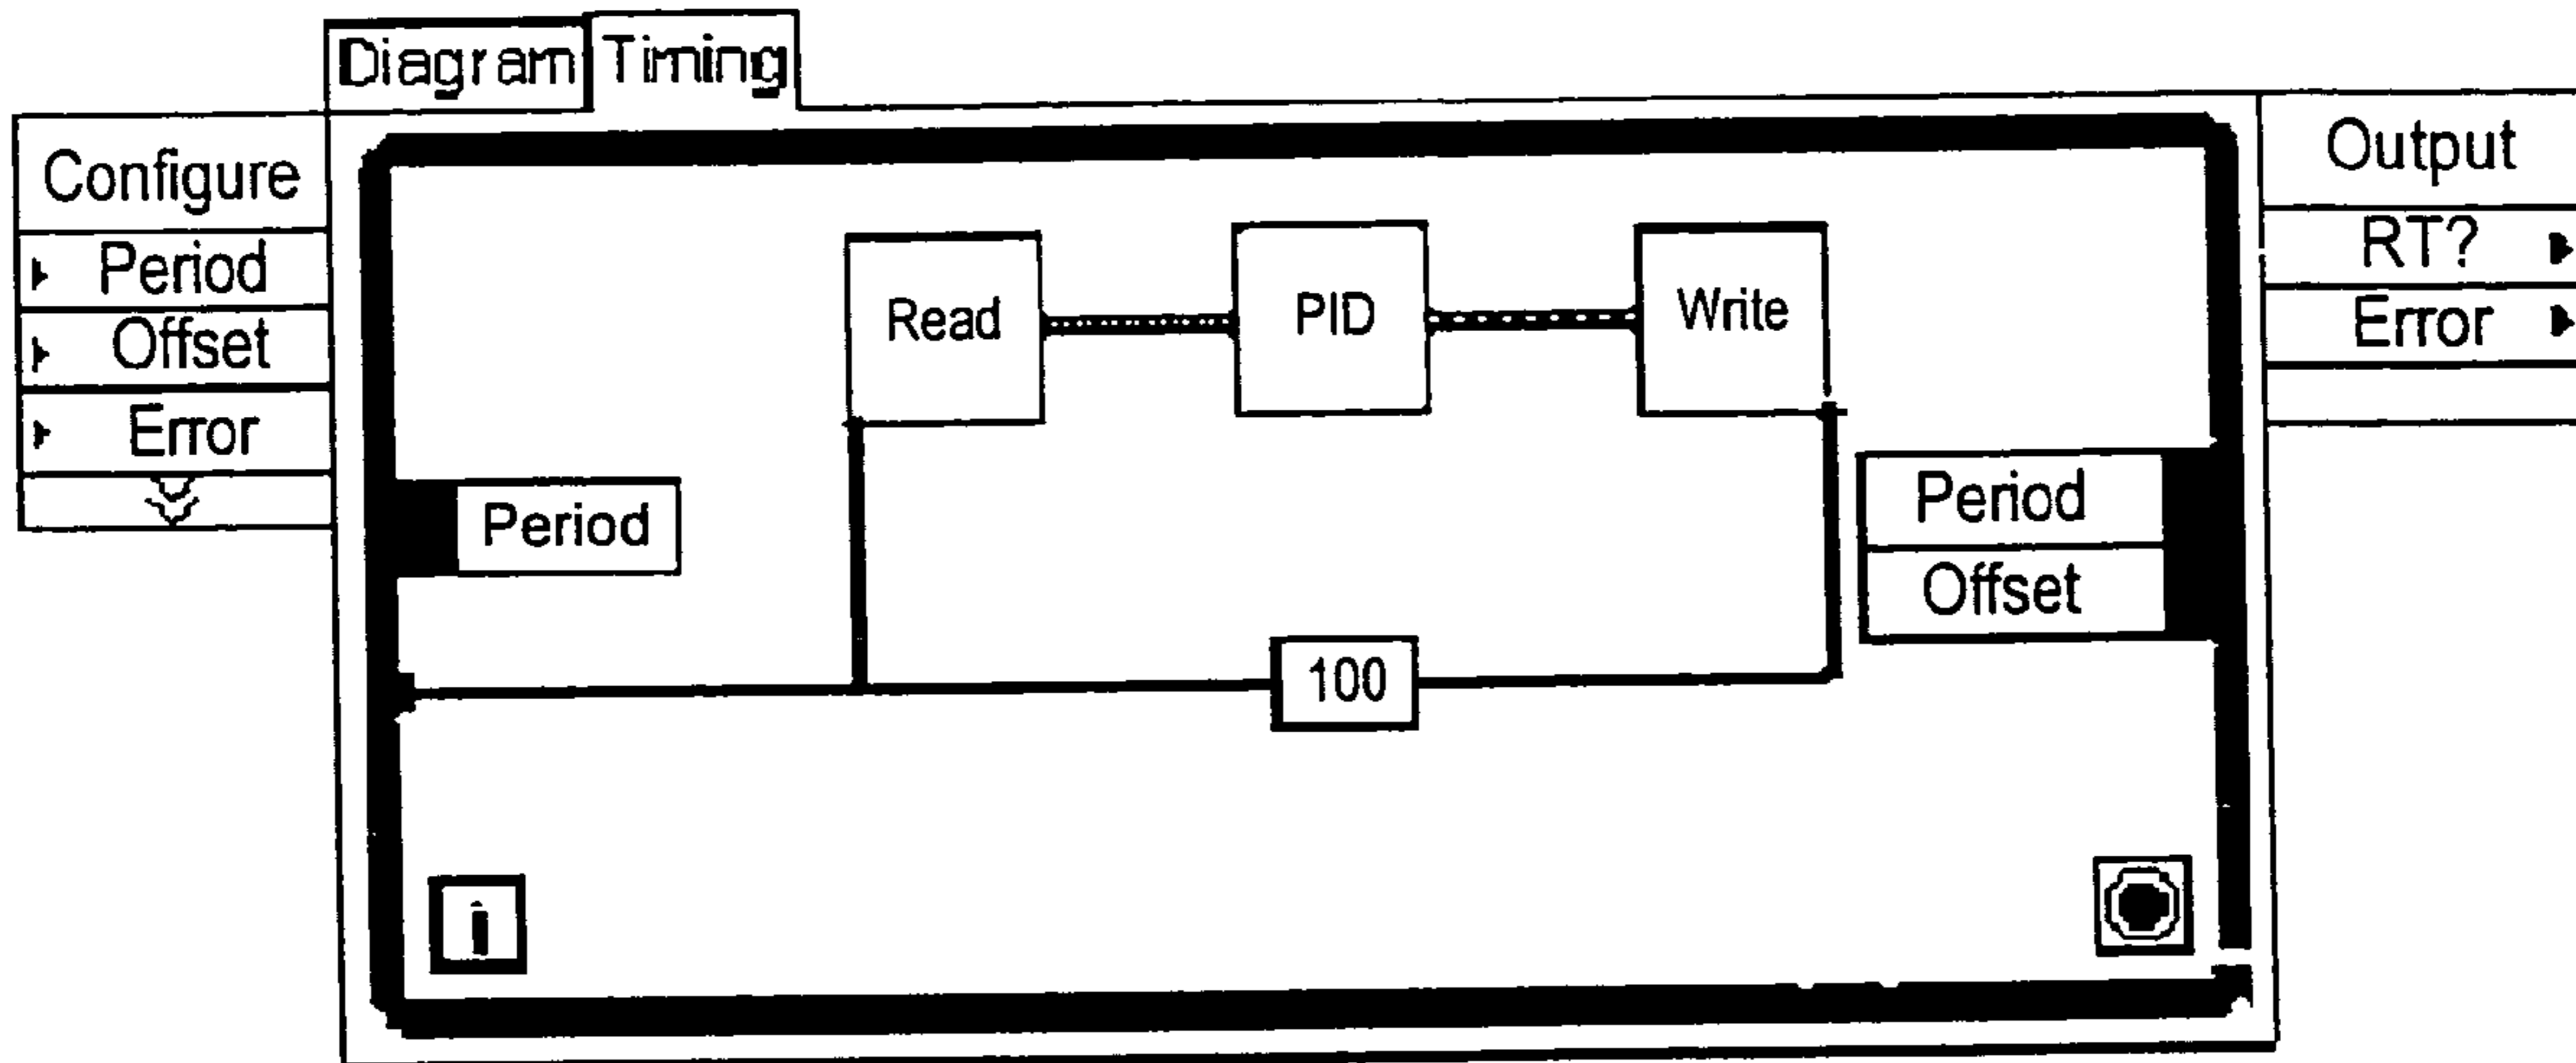 Diagram
Timing
Configure
Period
Offset
Error
Output
RT?
Error
Read
PID
Write
Period
Period
Offset
100
i